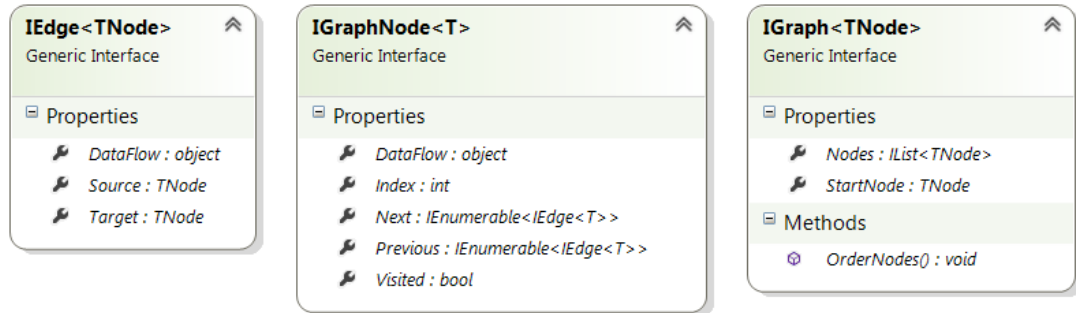 IEdge<TNode>
Generic Interface
Properties
DataFlow : object
Source : TNode
Target : TNode
IGraphNode<T>
Generic Interface
Properties
DataFlow : object
Index : int
Next : IEnumerable<IEdge<T>>
Previous : IEnumerable<IEdge<T>>
Visited : bool
IGraph<TNode>
Generic Interface
Properties
Nodes : IList<TNode>
StartNode : TNode
Methods
OrderNodes() : void